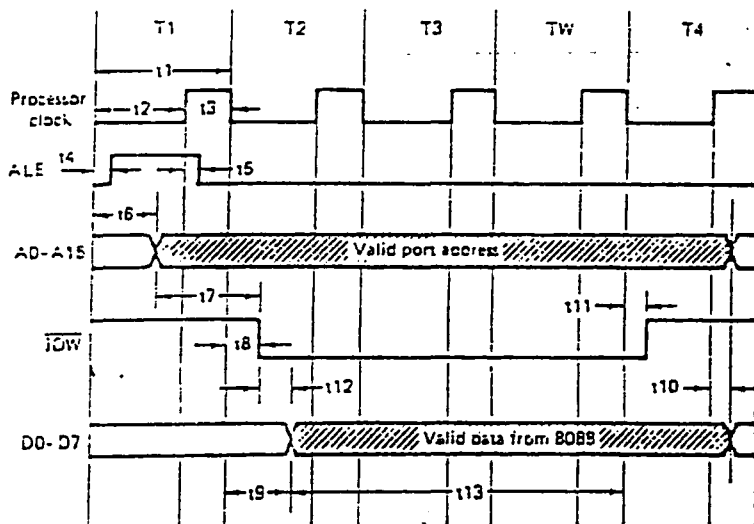 T1 T2 T3 TW T4
t1
Processor clock
t2 t3
t4
ALE
t5
t6
A0-A15
Valid port address
t7
t11
IOW
t8
t12
t10
D0-D7
Valid data from 8088
t9
t13